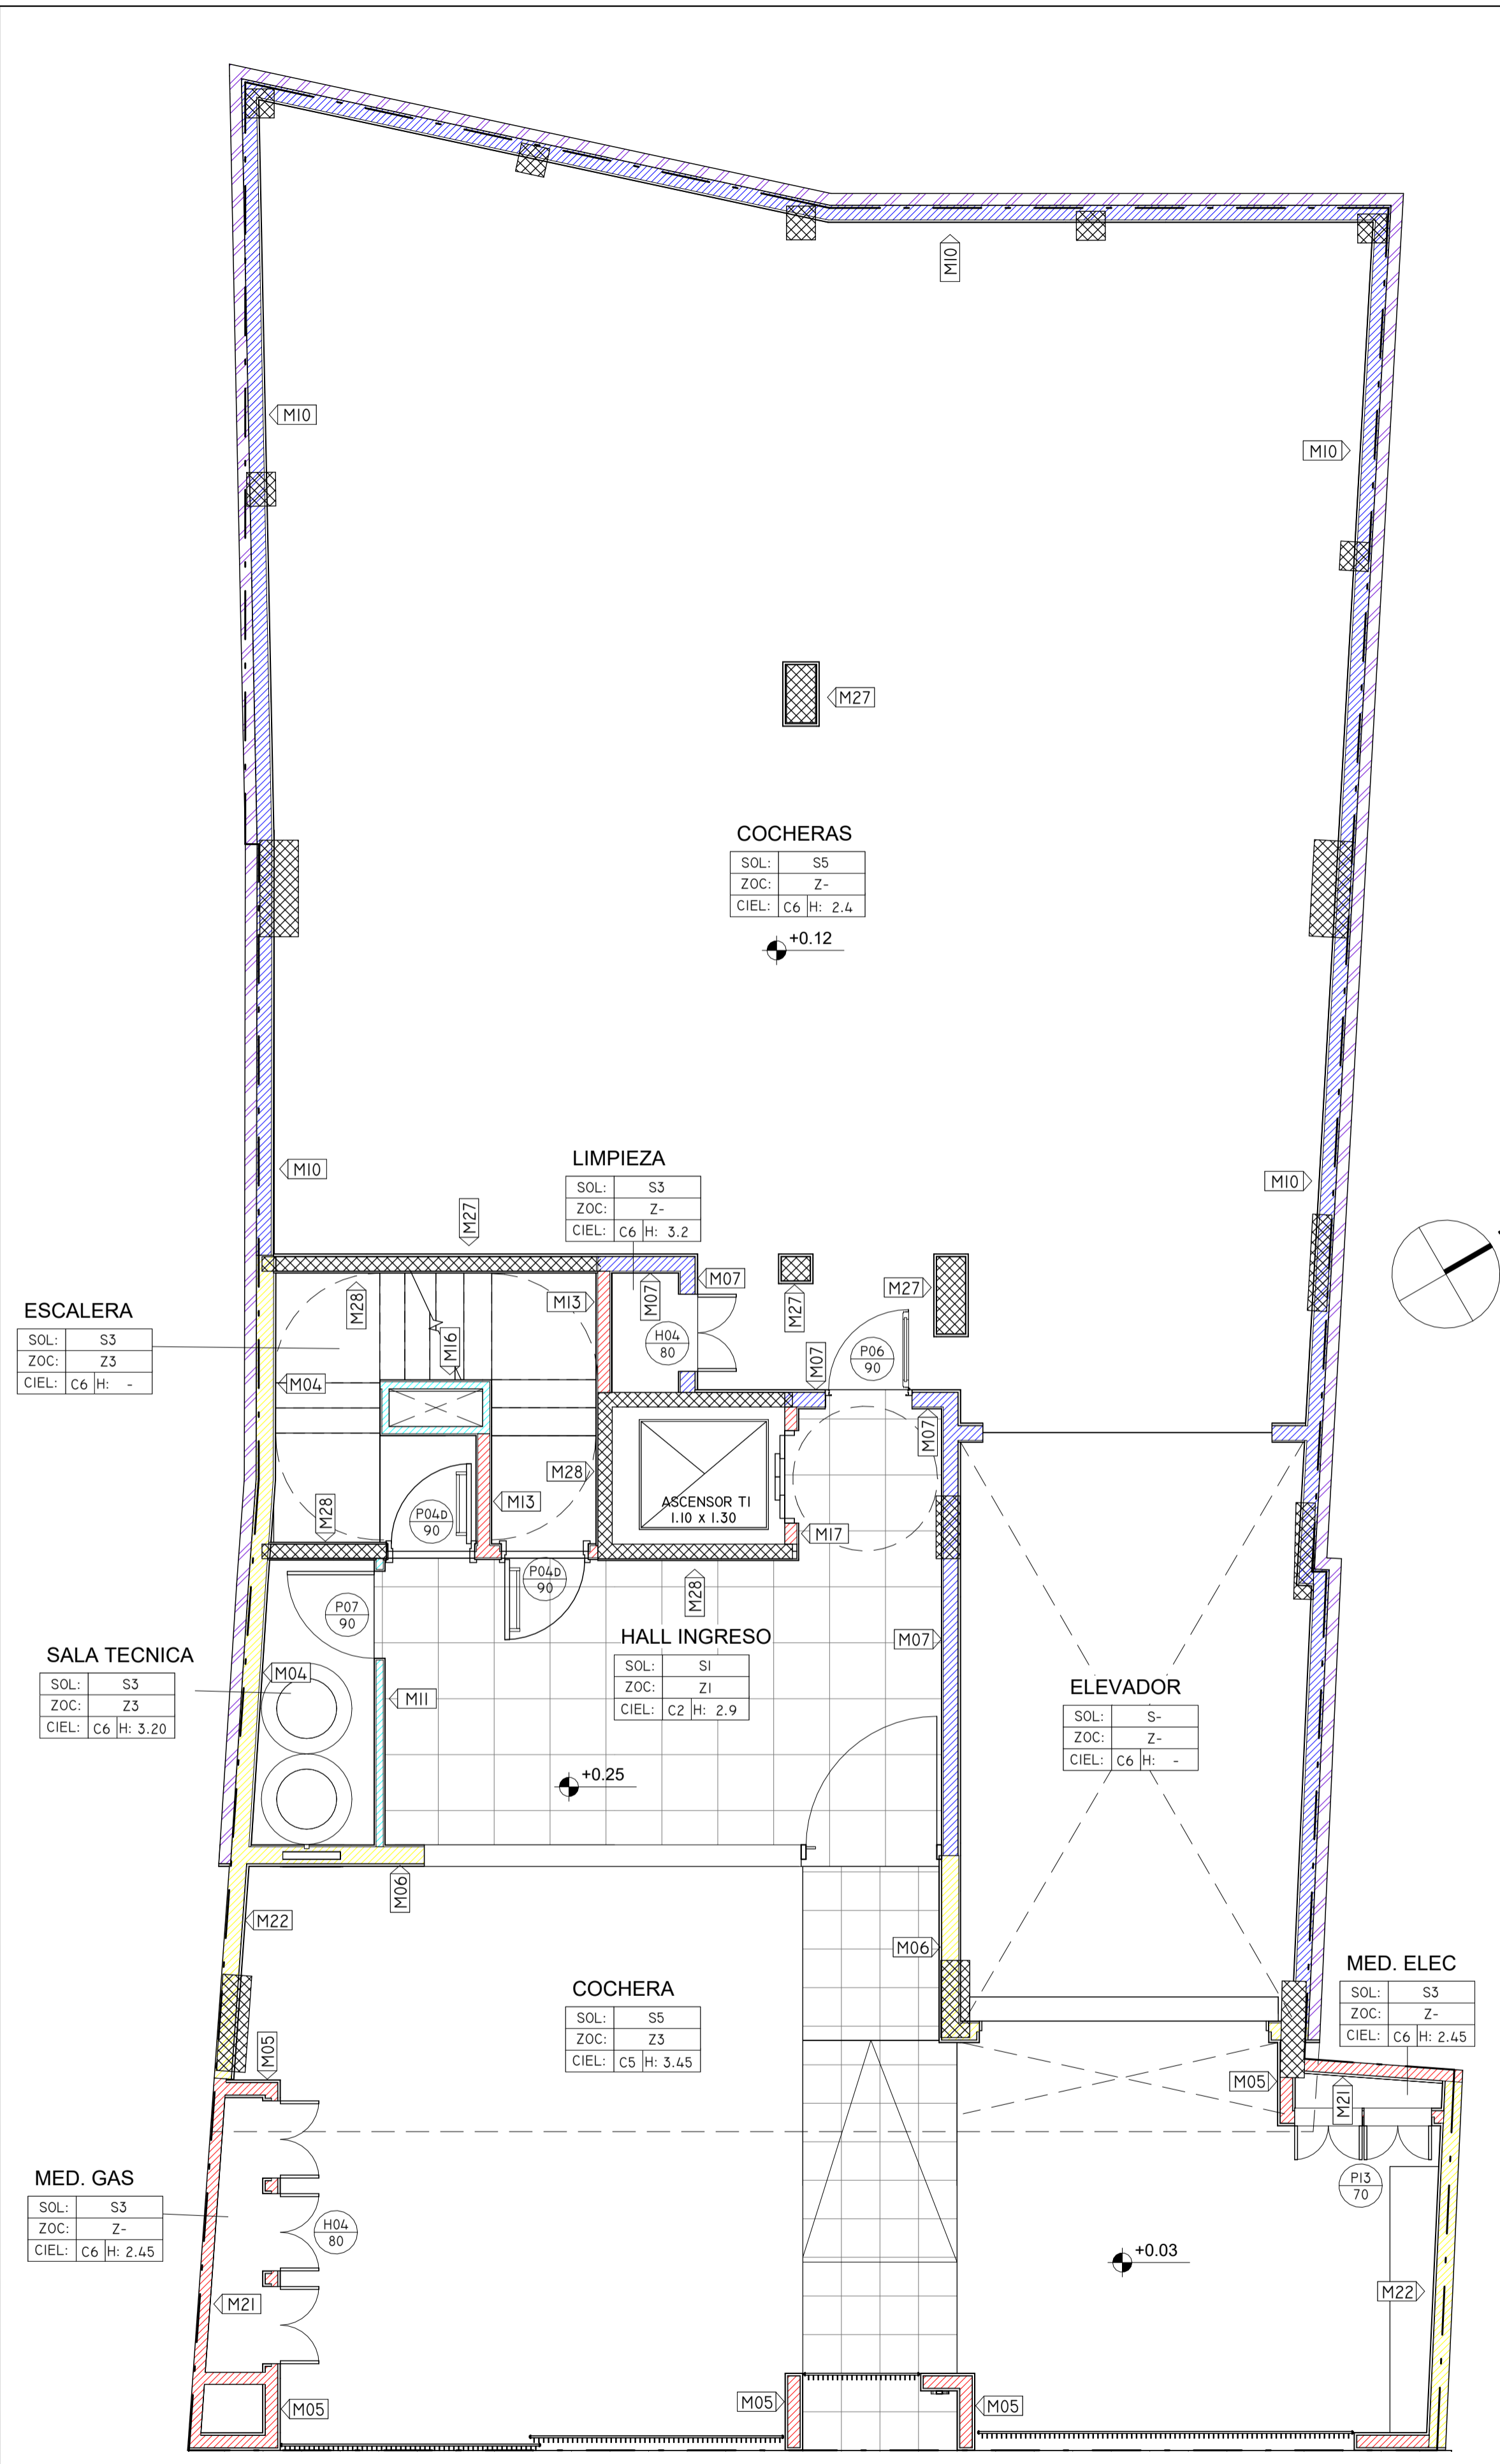 M10
M10
M10
M27
COCHERAS
SOL: S5
ZOC: Z-
CIEL: C6 H: 2.4
+0.12
LIMPIEZA
SOL: S3
ZOC: Z-
CIEL: C6 H: 3.2
M10
M10
M27
M07
M07
M27
M27
M13
M28
ESCALERA
SOL: S3
ZOC: Z3
CIEL: C6 H: -
M16
H04
80
M07
P06
90
M04
M07
M28
M28
M13
ASCENSOR T1
1.10 x 1.30
M17
P04D
90
P04D
90
M28
P07
90
HALL INGRESO
SOL: S1
ZOC: Z1
CIEL: C2 H: 2.9
M07
SALA TECNICA
SOL: S3
ZOC: Z3
CIEL: C6 H: 3.20
M04
M11
ELEVADOR
SOL: S-
ZOC: Z-
CIEL: C6 H: -
+0.25
M06
M22
M06
MED. ELEC
SOL: S3
ZOC: Z-
CIEL: C6 H: 2.45
COCHERA
SOL: S5
ZOC: Z3
CIEL: C5 H: 3.45
M05
M05
M21
MED. GAS
SOL: S3
ZOC: Z-
CIEL: C6 H: 2.45
H04
80
P13
70
+0.03
M21
M22
M05
M05
M05